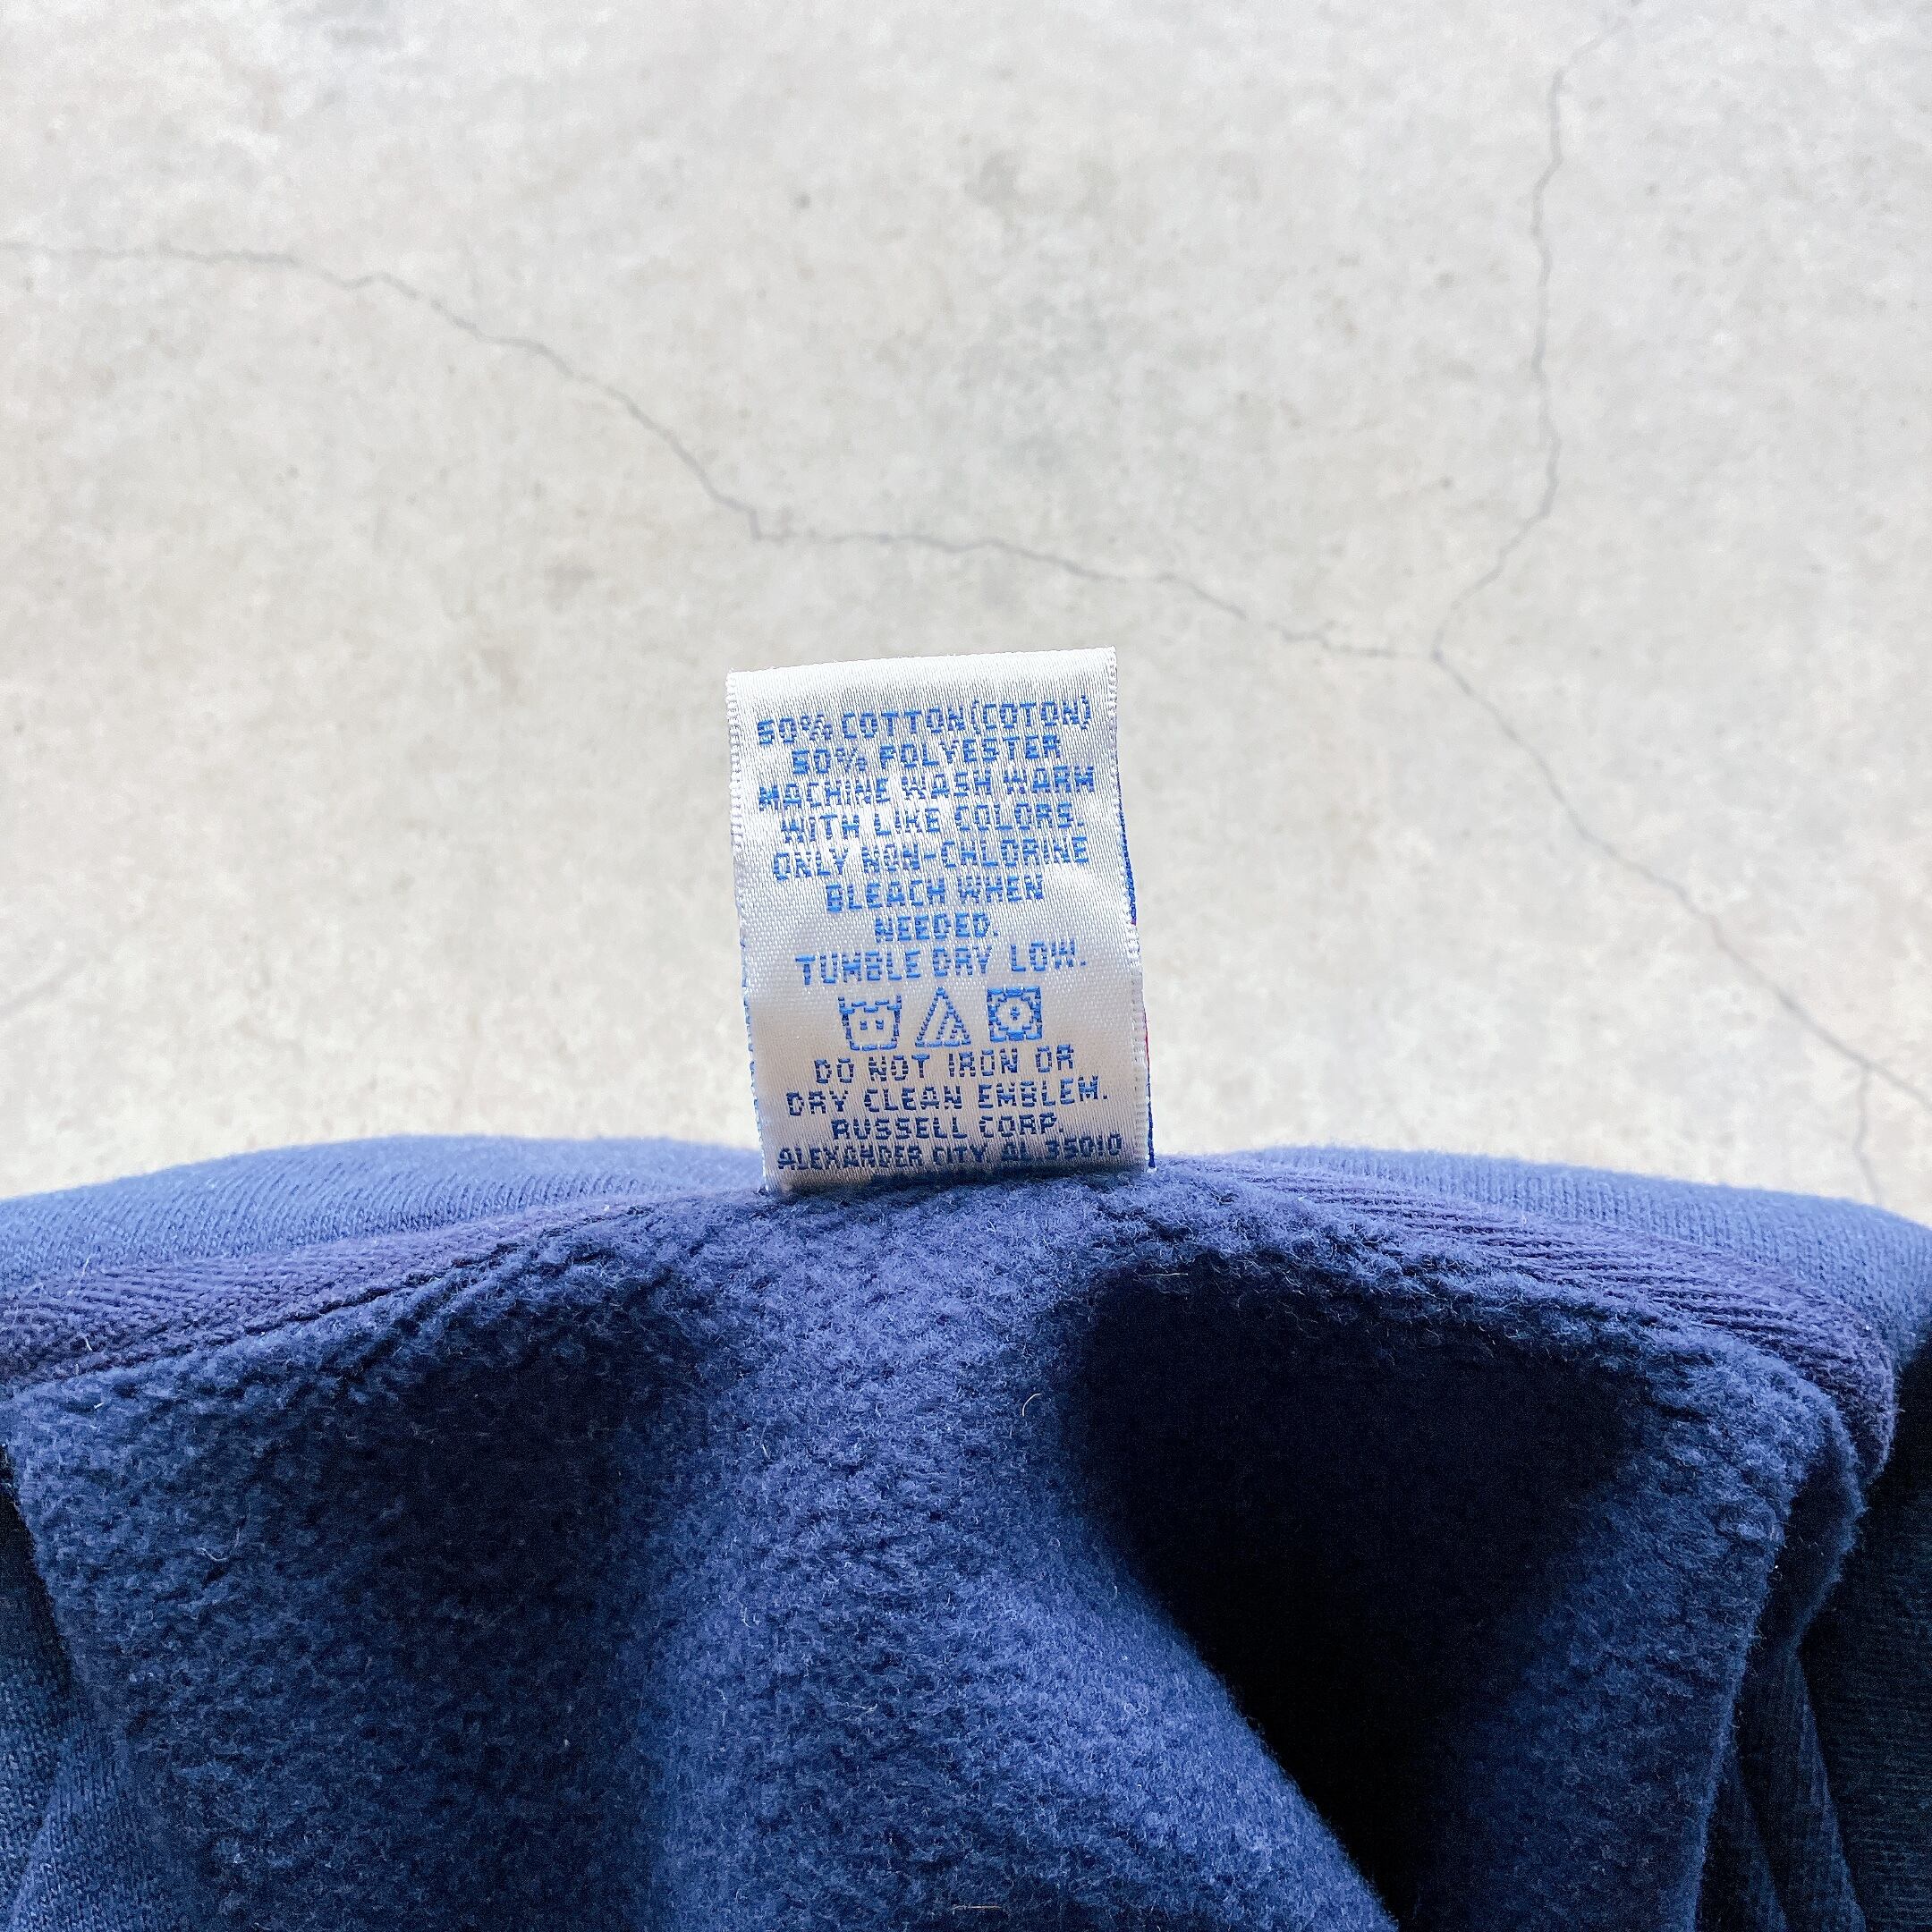 50% COTTON(COTON)
50% POLYESTER
MACHINE WASH WARM
WITH LIKE COLORS.
ONLY NON-CHLORINE
BLEACH WHEN
NEEDED.
TUMBLE DRY LOW.
DO NOT IRON OR
DRY CLEAN EMBLEM.
RUSSELL CORP.
ALEXANDER CITY AL 35010